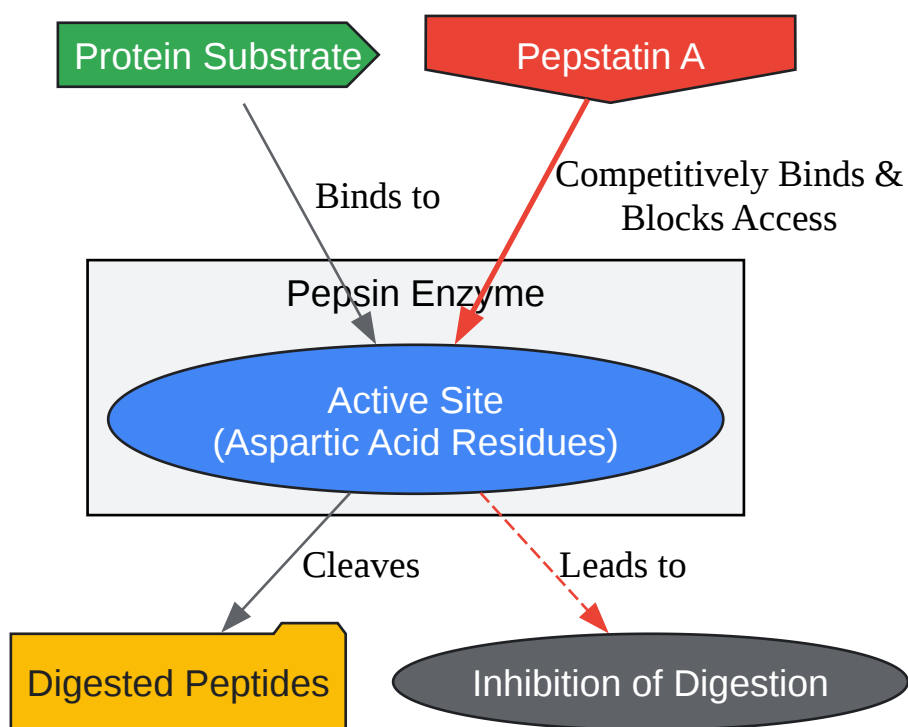 Protein Substrate
Pepstatin A
Binds to
Competitively Binds &
Blocks Access
Pepsin Enzyme
Active Site
(Aspartic Acid Residues)
Cleaves
Leads to
Digested Peptides
Inhibition of Digestion